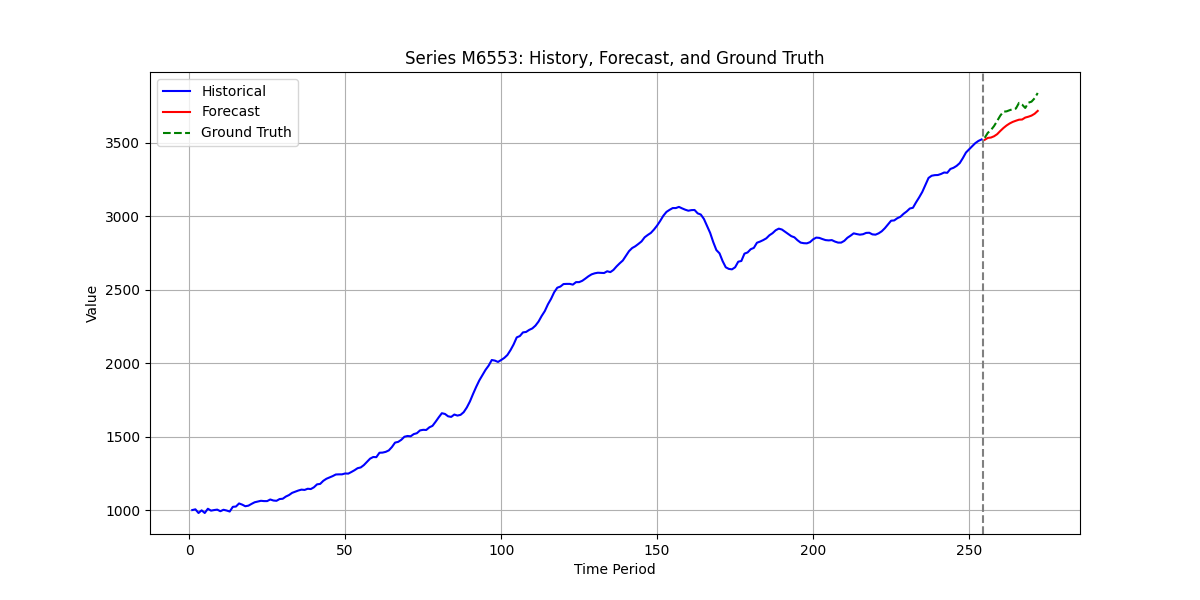 Series M6553: History, Forecast, and Ground Truth
Historical
Forecast
Ground Truth
Value
3500
3000
2500
2000
1500
1000
0 50 100 150 200 250
Time Period